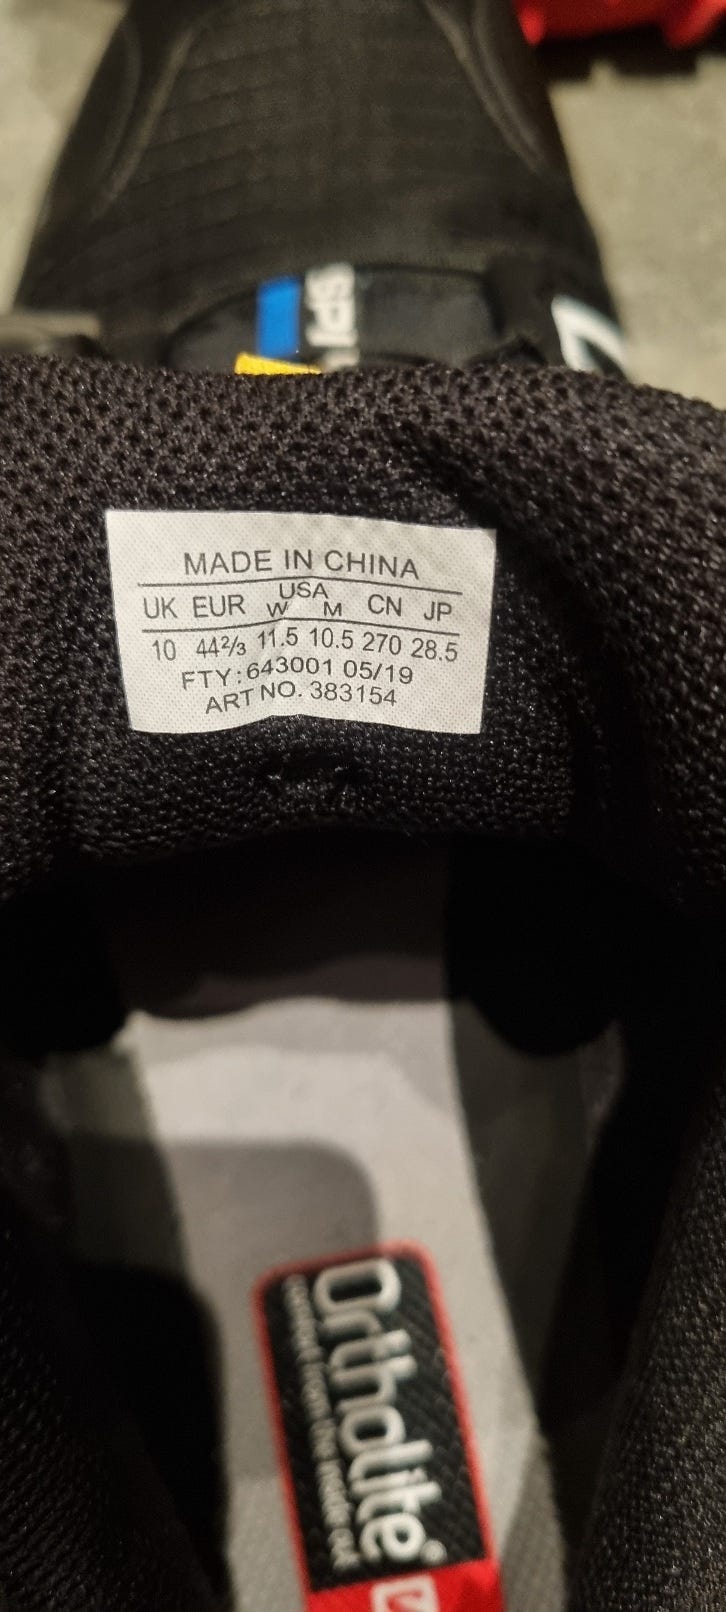 SPY
MADE IN CHINA
USA
UK EUR W M CN JP
10 44⅔ 11.5 10.5 270 28.5
FTY:643001 05/19
ART NO. 383154
Ortholite®
comfort from the inside out